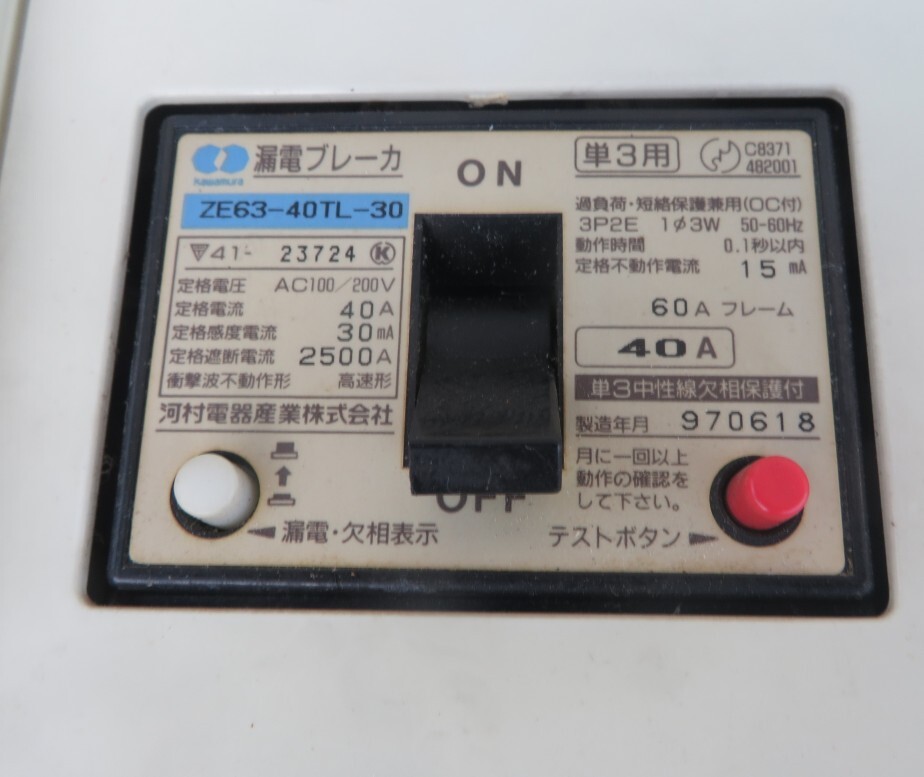 漏電ブレーカ
kawamura
ZE63-40TL-30
41- 23724 K
定格電圧 AC100/200V
定格電流 40A
定格感度電流 30mA
定格遮断電流 2500A
衝撃波不動作形 高速形
河村電器産業株式会社
漏電・欠相表示
ON
OFF
単3用
C8371
482001
過負荷・短絡保護兼用(OC付)
3P2E 1φ3W 50-60Hz
動作時間 0.1秒以内
定格不動作電流 15mA
60Aフレーム
40A
単3中性線欠相保護付
製造年月 970618
月に一回以上
動作の確認を
して下さい。
テストボタン